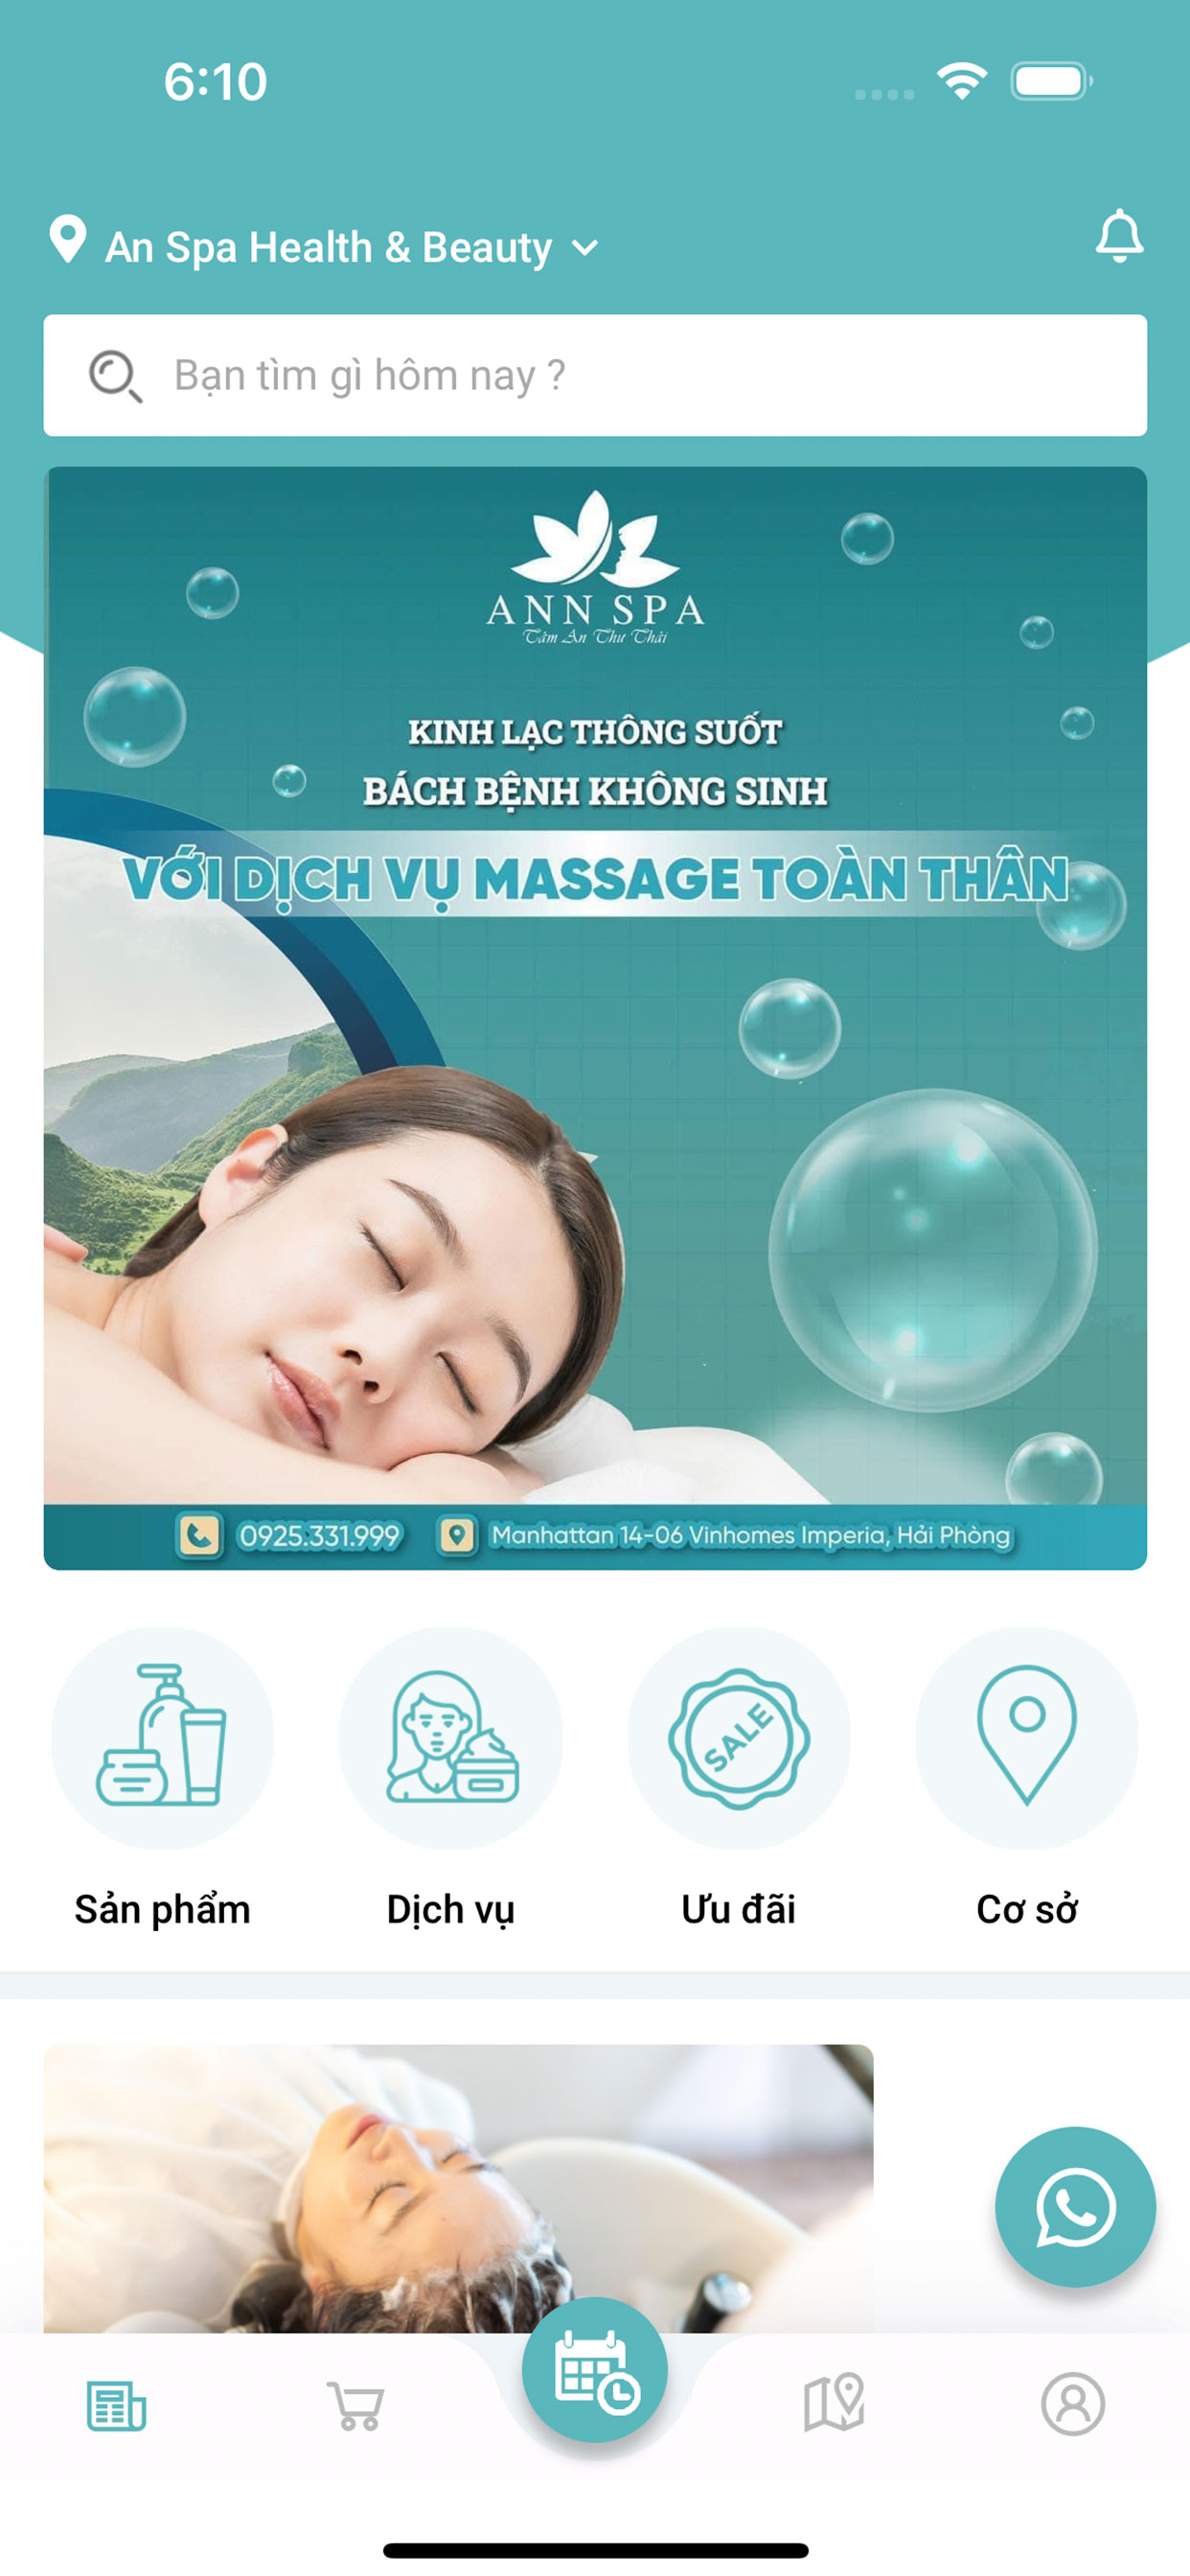 6:10
An Spa Health & Beauty
Bạn tìm gì hôm nay ?
ANN SPA
Tâm An Thư Thái
KINH LẠC THÔNG SUỐT
BÁCH BỆNH KHÔNG SINH
VỚI DỊCH VỤ MASSAGE TOÀN THÂN
0925.331.999 Manhattan 14-06 Vinhomes Imperia, Hải Phòng
SALE
Sản phẩm Dịch vụ Ưu đãi Cơ sở